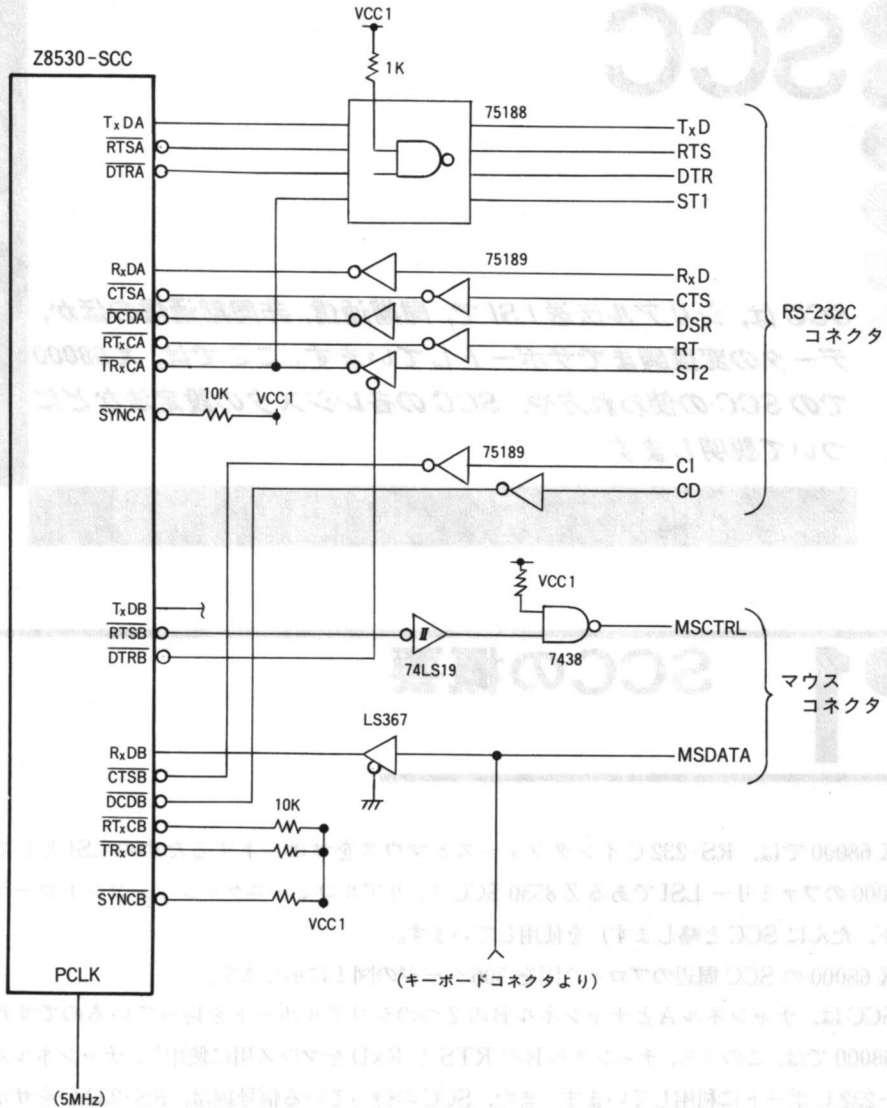 VCC1
Z8530-SCC
1K
75188
TxDA
TxD
RTSA
RTS
DTRA
DTR
ST1
RxDA
75189
RxD
CTSA
CTS
DCDA
DSR
RTxCA
RT
TRxCA
ST2
RS-232C
コネクタ
SYNCA
10K
VCC1
75189
CI
CD
VCC1
TxDB
RTSB
MSCTRL
DTRB
74LS19
7438
マウス
コネクタ
LS367
RxDB
MSDATA
CTSB
DCDB
10K
RTxCB
TRxCB
SYNCB
VCC1
PCLK
(キーボードコネクタより)
(5MHz)